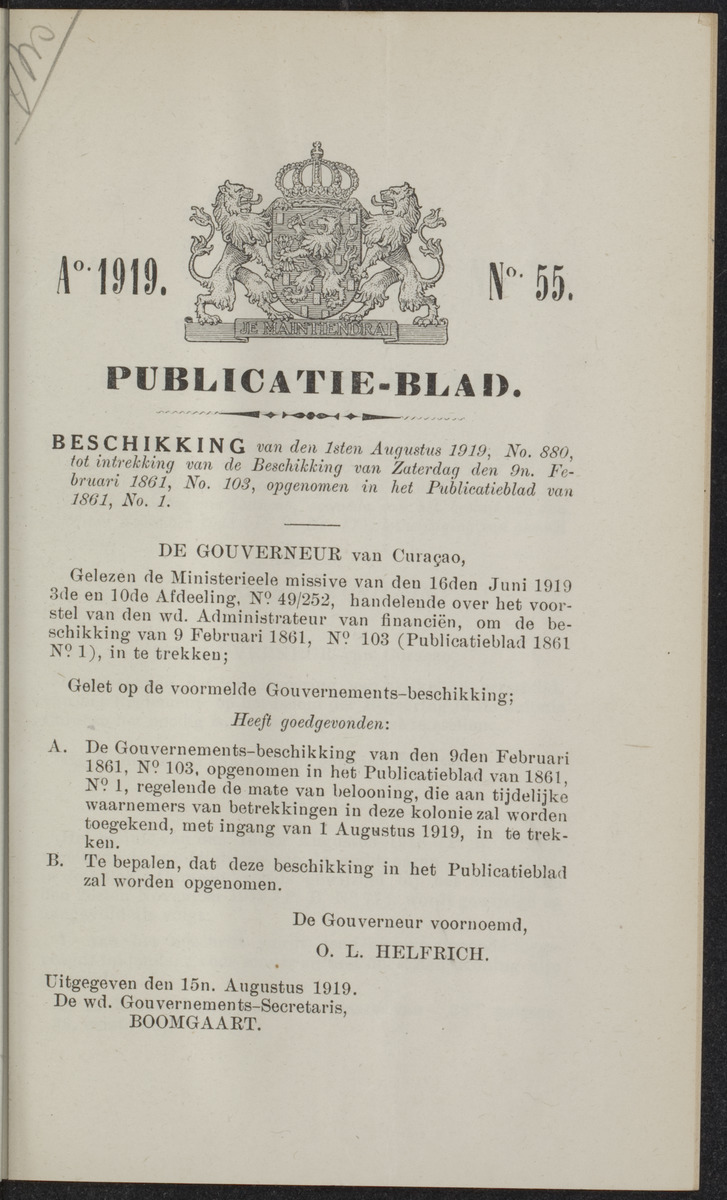 Aº. 1919.
Nº. 55.
JE MAINTIENDRAI
PUBLICATIE-BLAD.
BESCHIKKING van den 1sten Augustus 1919, No. 880,
tot intrekking van de Beschikking van Zaterdag den 9n. Fe-
bruari 1861, No. 103, opgenomen in het Publicatieblad van
1861, No. 1.
DE GOUVERNEUR van Curaçao,
Gelezen de Ministerieele missive van den 16den Juni 1919
3de en 10de Afdeeling, Nº 49/252, handelende over het voor-
stel van den wd. Administrateur van financiën, om de be-
schikking van 9 Februari 1861, Nº 103 (Publicatieblad 1861
Nº 1), in te trekken;
Gelet op de voormelde Gouvernements-beschikking;
Heeft goedgevonden:
A. De Gouvernements-beschikking van den 9den Februari
1861, Nº 103, opgenomen in het Publicatieblad van 1861,
Nº 1, regelende de mate van belooning, die aan tijdelijke
waarnemers van betrekkingen in deze kolonie zal worden
toegekend, met ingang van 1 Augustus 1919, in te trek-
ken.
B. Te bepalen, dat deze beschikking in het Publicatieblad
zal worden opgenomen.
De Gouverneur voornoemd,
O. L. HELFRICH.
Uitgegeven den 15n. Augustus 1919.
De wd. Gouvernements-Secretaris,
BOOMGAART.